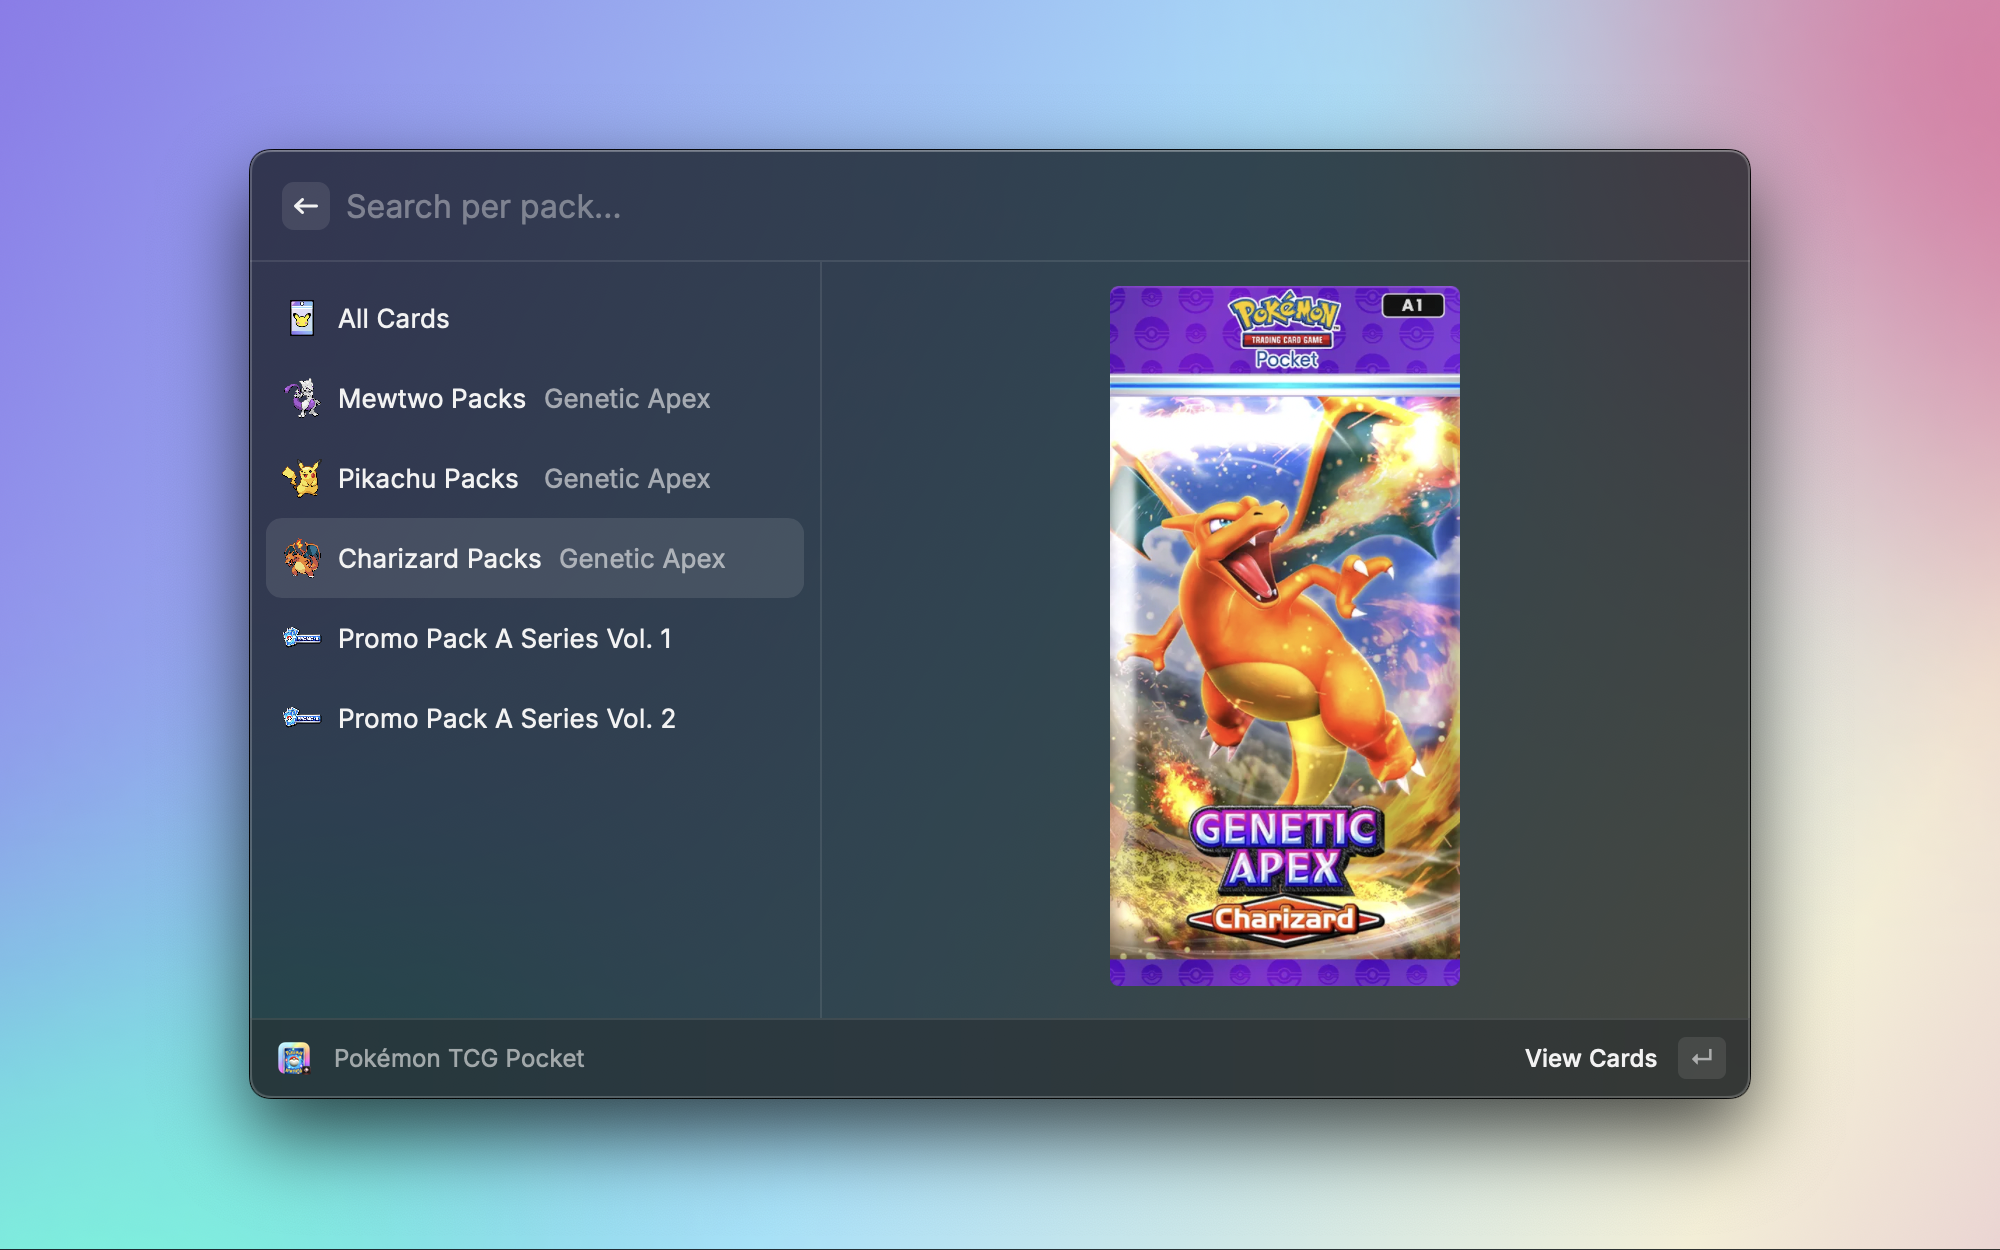 Search per pack...
All Cards
Mewtwo Packs Genetic Apex
Pikachu Packs Genetic Apex
Charizard Packs Genetic Apex
Promo Pack A Series Vol. 1
Promo Pack A Series Vol. 2
POKéMON
TRADING CARD GAME
Pocket
A1
GENETIC
APEX
Charizard
Pokémon TCG Pocket
View Cards